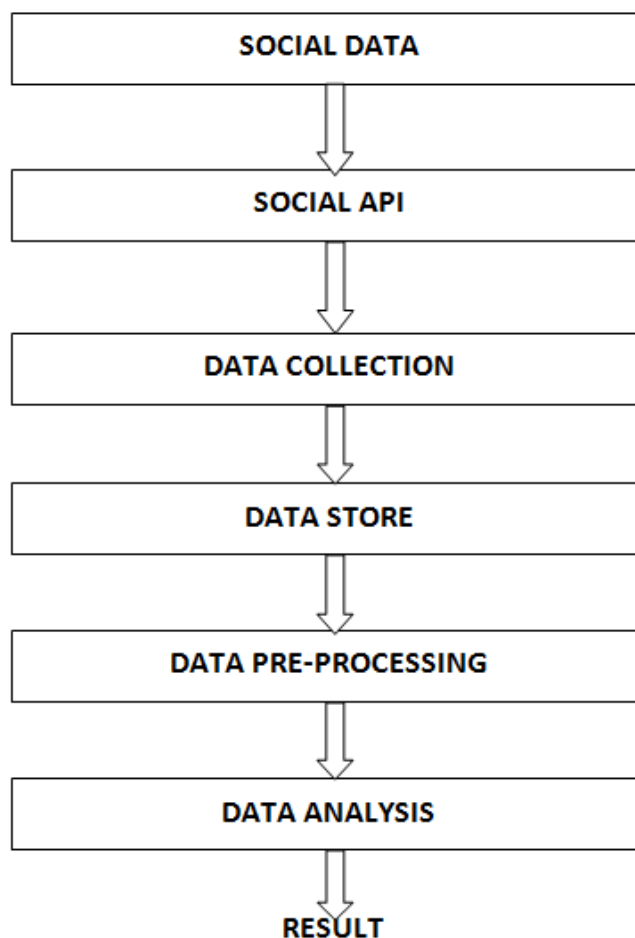 SOCIAL DATA
SOCIAL API
DATA COLLECTION
DATA STORE
DATA PRE-PROCESSING
DATA ANALYSIS
RESULT